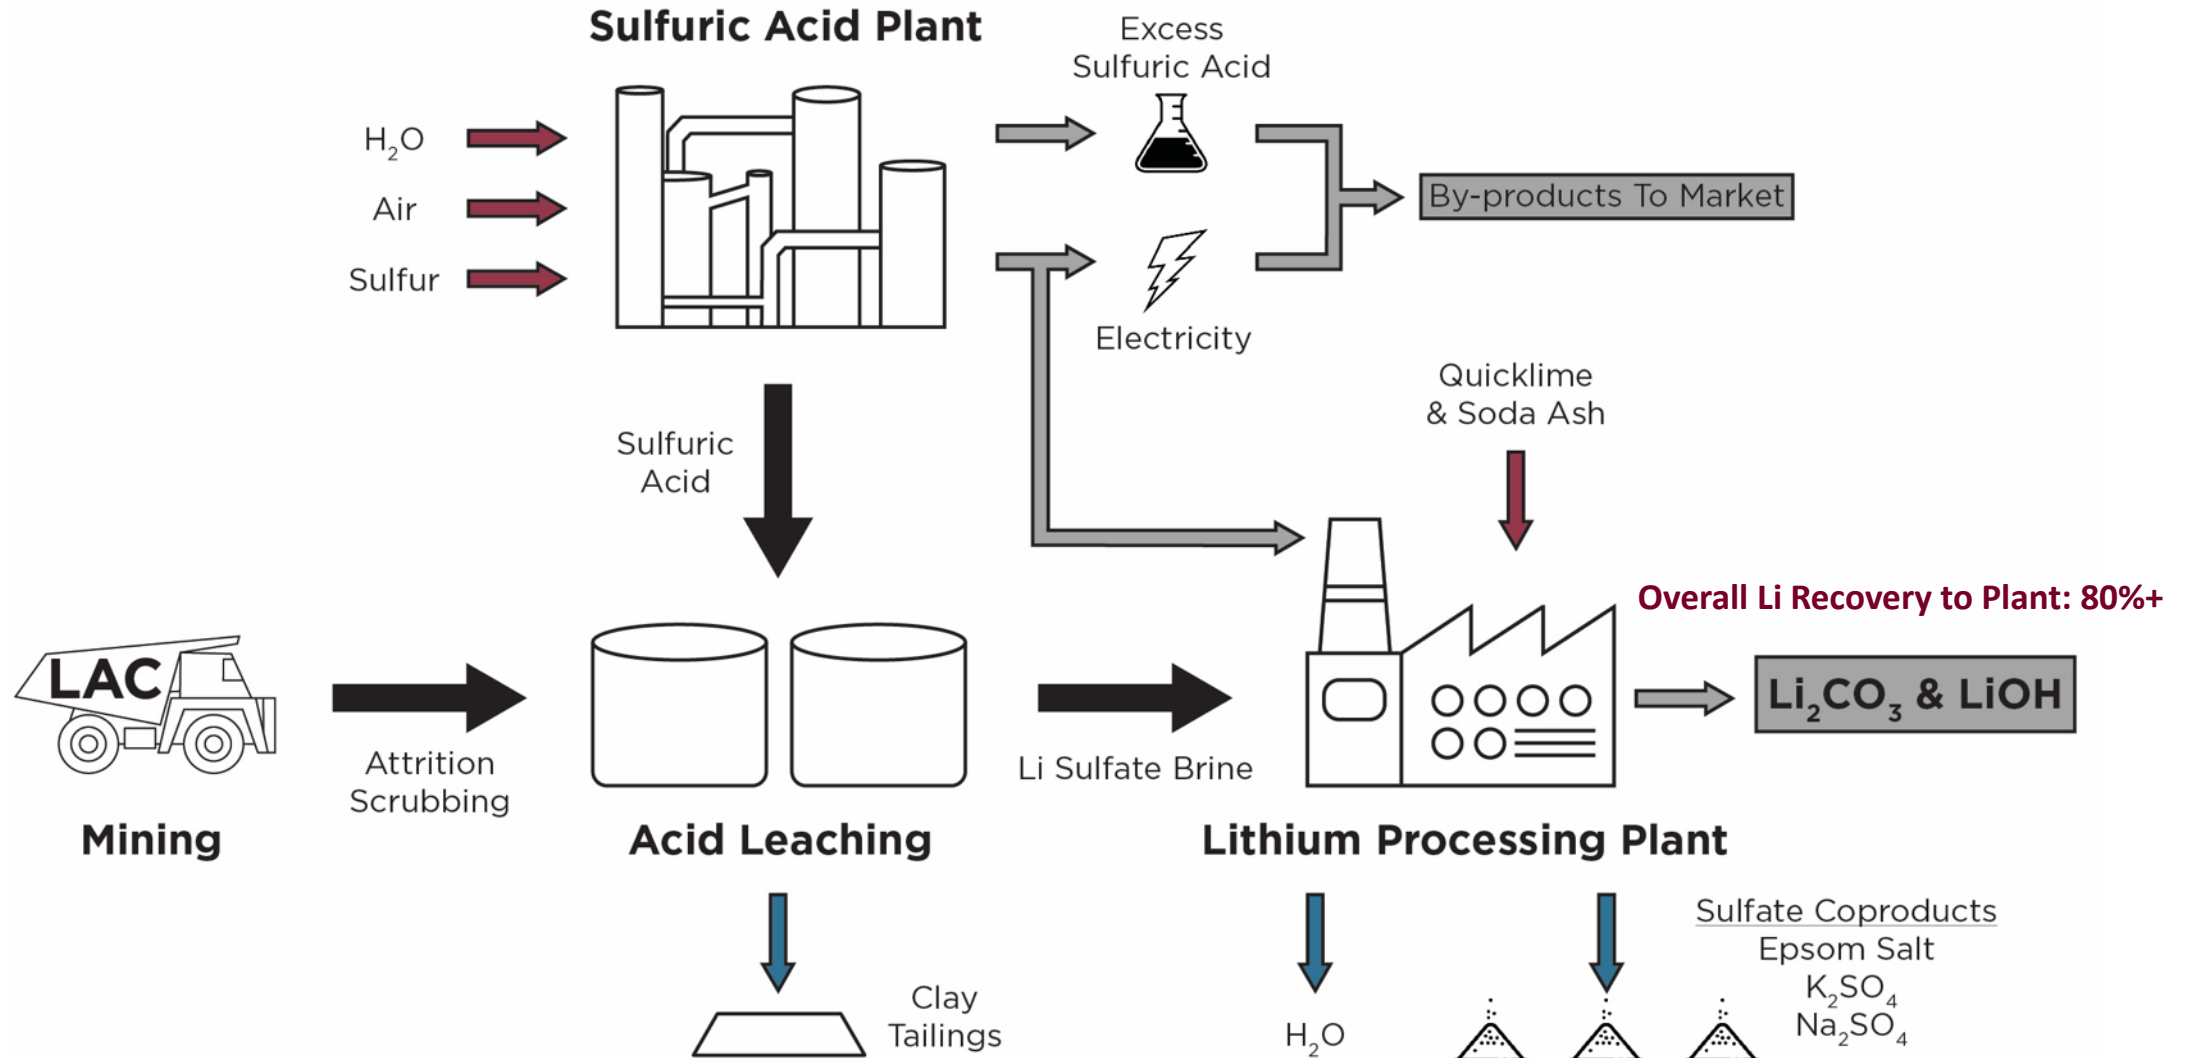 Sulfuric Acid Plant
Excess
Sulfuric Acid
H₂O
Air
Sulfur
By-products To Market
Electricity
Quicklime
& Soda Ash
Sulfuric
Acid
Overall Li Recovery to Plant: 80%+
LAC
Li₂CO₃ & LiOH
Attrition
Scrubbing
Li Sulfate Brine
Mining
Acid Leaching
Lithium Processing Plant
Sulfate Coproducts
Epsom Salt
K₂SO₄
Na₂SO₄
Clay
Tailings
H₂O